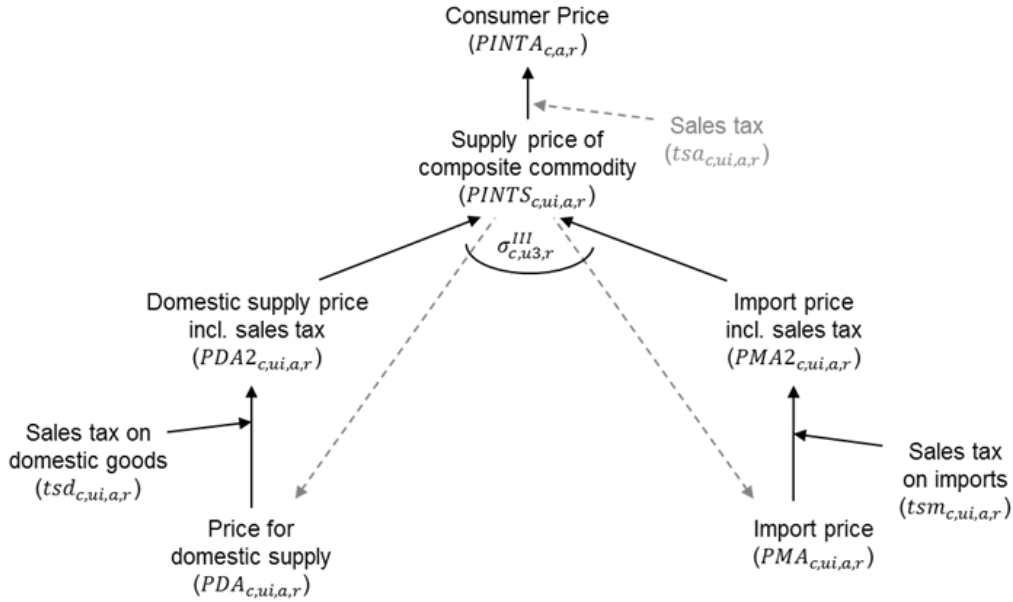 Consumer Price
(PINTA_{c,a,r})
Sales tax
(tsa_{c,ui,a,r})
Supply price of
composite commodity
(PINTS_{c,ui,a,r})
σ^{III}_{c,u3,r}
Domestic supply price
incl. sales tax
(PDA2_{c,ui,a,r})
Import price
incl. sales tax
(PMA2_{c,ui,a,r})
Sales tax on
domestic goods
(tsd_{c,ui,a,r})
Sales tax
on imports
(tsm_{c,ui,a,r})
Price for
domestic supply
(PDA_{c,ui,a,r})
Import price
(PMA_{c,ui,a,r})